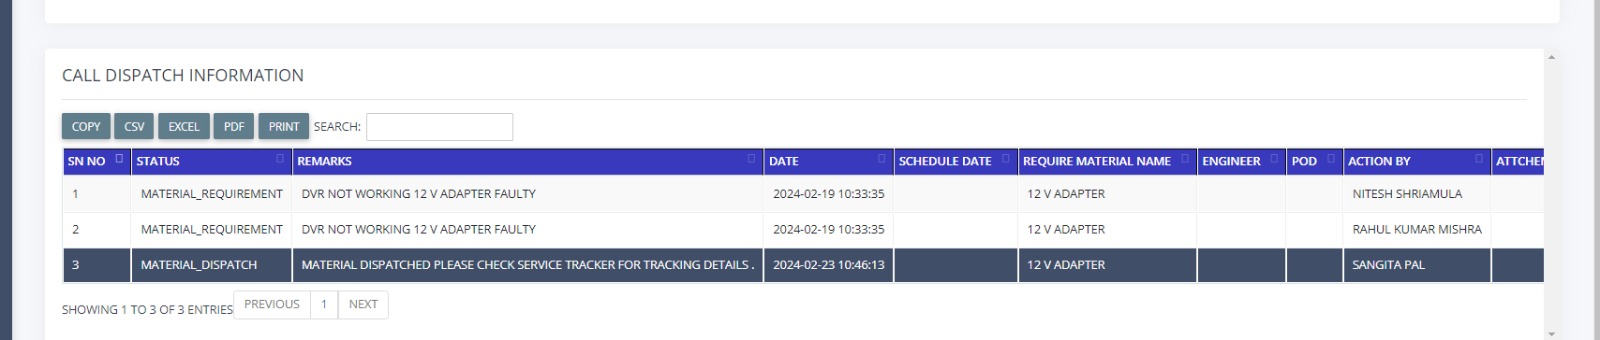 CALL DISPATCH INFORMATION
COPY CSV EXCEL PDF PRINT SEARCH:
SN NO STATUS REMARKS DATE SCHEDULE DATE REQUIRE MATERIAL NAME ENGINEER POD ACTION BY ATTCHEM
1 MATERIAL_REQUIREMENT DVR NOT WORKING 12 V ADAPTER FAULTY 2024-02-19 10:33:35 12 V ADAPTER NITESH SHRIAMULA
2 MATERIAL_REQUIREMENT DVR NOT WORKING 12 V ADAPTER FAULTY 2024-02-19 10:33:35 12 V ADAPTER RAHUL KUMAR MISHRA
3 MATERIAL_DISPATCH MATERIAL DISPATCHED PLEASE CHECK SERVICE TRACKER FOR TRACKING DETAILS . 2024-02-23 10:46:13 12 V ADAPTER SANGITA PAL
SHOWING 1 TO 3 OF 3 ENTRIES PREVIOUS 1 NEXT